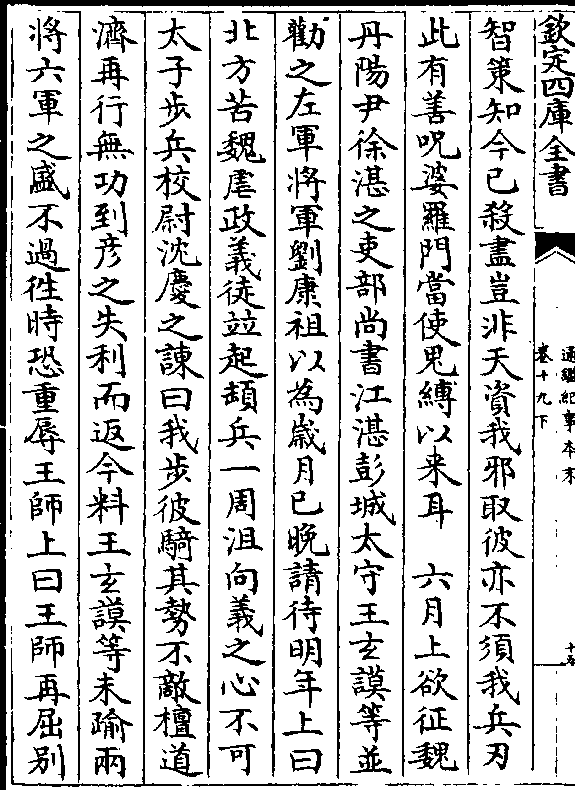 欽定四庫全書
通鑑紀事本末
卷十九下
十五
智策知今已殺盡豈非天資我邪取彼亦不須我兵刃
此有善呪婆羅門當使鬼縛以来耳　六月上欲征魏
丹陽尹徐湛之吏部尚書江湛彭城太守王玄謨等並
勸之左軍將軍劉康祖以為嵗月已晚請待明年上曰
北方苦魏虐政義徒並起頓兵一周沮向義之心不可
太子步兵校尉沈慶之諫曰我步彼騎其勢不敵檀道
濟再行無功到彦之失利而返今料王玄謨等未踰兩
將六軍之盛不過徃時恐重辱王師上曰王師再屈别